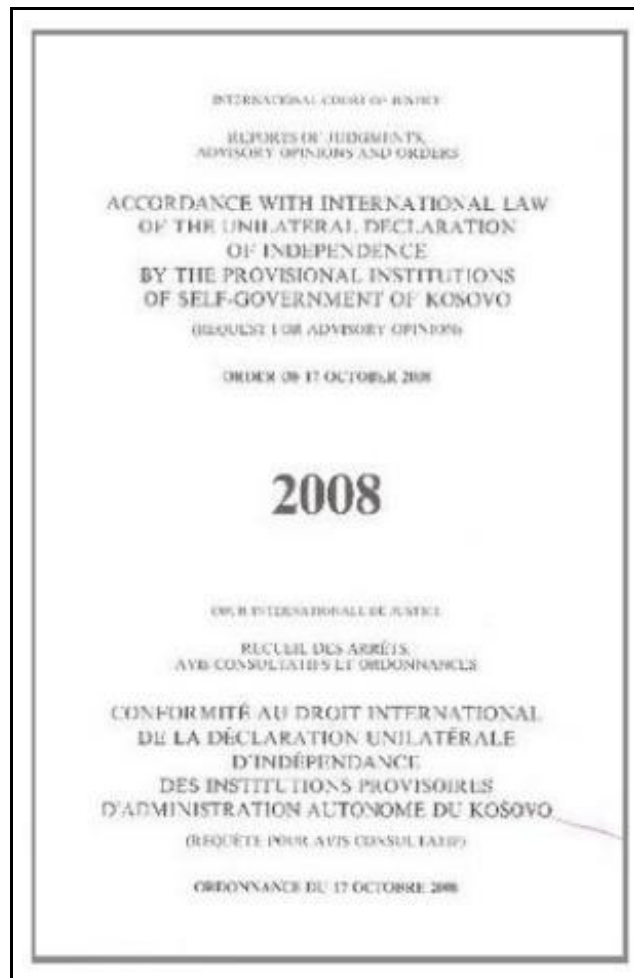 INTERNATIONAL COURT OF JUSTICE
REPORTS OF JUDGMENTS,
ADVISORY OPINIONS AND ORDERS
ACCORDANCE WITH INTERNATIONAL LAW
OF THE UNILATERAL DECLARATION
OF INDEPENDENCE
BY THE PROVISIONAL INSTITUTIONS
OF SELF-GOVERNMENT OF KOSOVO
(REQUEST FOR ADVISORY OPINION)
ORDER OF 17 OCTOBER 2008
2008
COUR INTERNATIONALE DE JUSTICE
RECUEIL DES ARRÊTS,
AVIS CONSULTATIFS ET ORDONNANCES
CONFORMITÉ AU DROIT INTERNATIONAL
DE LA DÉCLARATION UNILATÉRALE
D'INDÉPENDANCE
DES INSTITUTIONS PROVISOIRES
D'ADMINISTRATION AUTONOME DU KOSOVO
(REQUÊTE POUR AVIS CONSULTATIF)
ORDONNANCE DU 17 OCTOBRE 2008